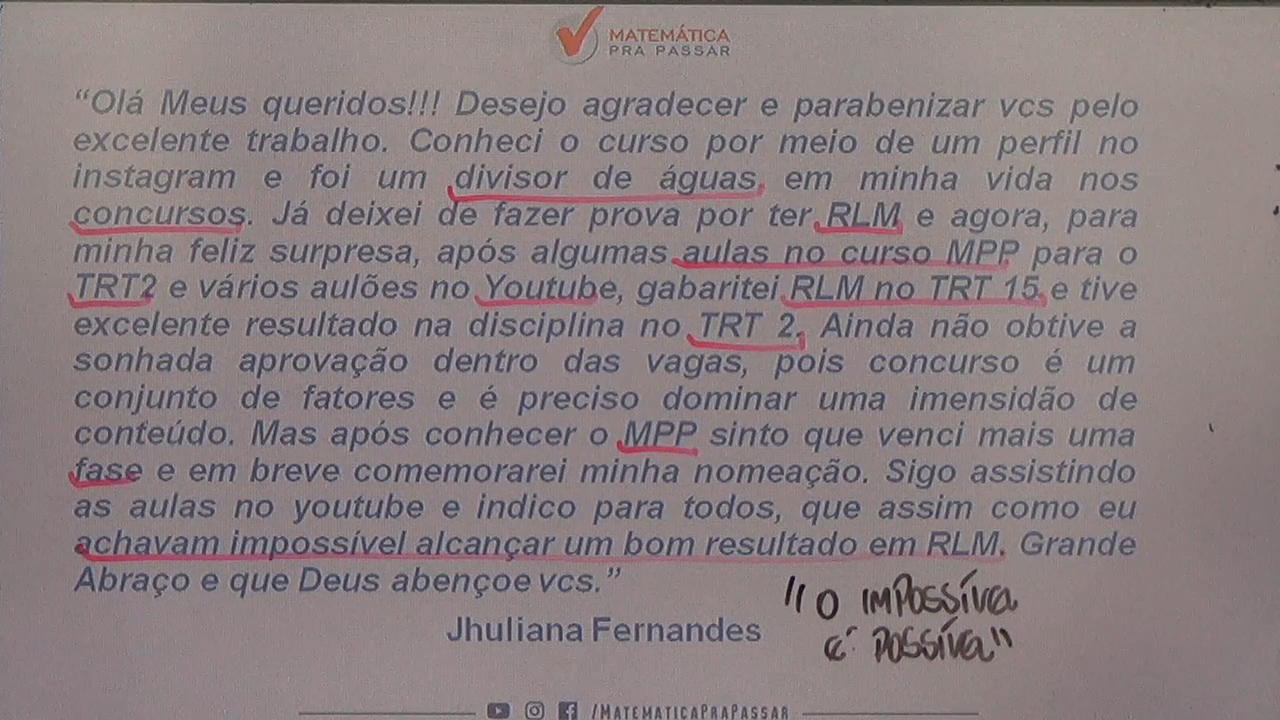 MATEMÁTICA
PRA PASSAR
“Olá Meus queridos!!! Desejo agradecer e parabenizar vcs pelo
excelente trabalho. Conheci o curso por meio de um perfil no
instagram e foi um divisor de águas, em minha vida nos
concursos. Já deixei de fazer prova por ter RLM e agora, para
minha feliz surpresa, após algumas aulas no curso MPP para o
TRT2 e vários aulões no Youtube, gabaritei RLM no TRT 15 e tive
excelente resultado na disciplina no TRT 2. Ainda não obtive a
sonhada aprovação dentro das vagas, pois concurso é um
conjunto de fatores e é preciso dominar uma imensidão de
conteúdo. Mas após conhecer o MPP sinto que venci mais uma
fase e em breve comemorarei minha nomeação. Sigo assistindo
as aulas no youtube e indico para todos, que assim como eu
achavam impossível alcançar um bom resultado em RLM. Grande
Abraço e que Deus abençoe vcs.”
Jhuliana Fernandes
"O IMPOSSÍVEL
É POSSÍVEL"
/MATEMATICAPRAPASSAR